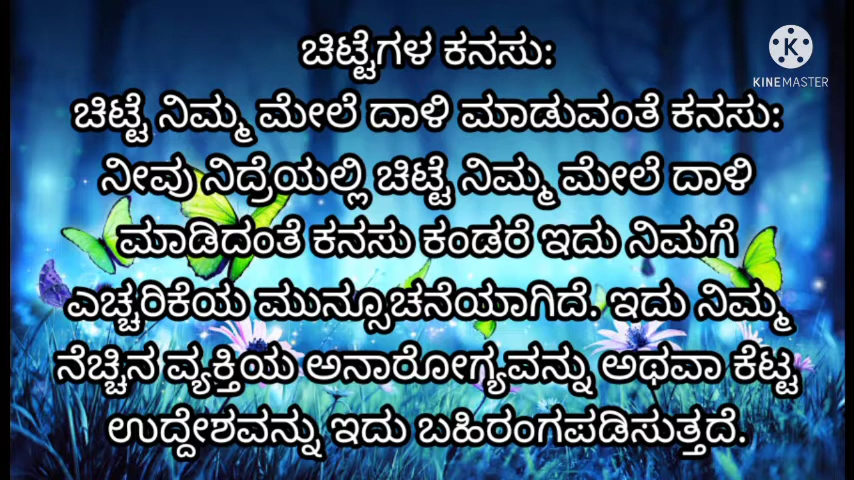 ಚಿಟ್ಟೆಗಳ ಕನಸು:
K
KINEMASTER
ಚಿಟ್ಟೆ ನಿಮ್ಮ ಮೇಲೆ ದಾಳಿ ಮಾಡುವಂತೆ ಕನಸು:
ನೀವು ನಿದ್ರೆಯಲ್ಲಿ ಚಿಟ್ಟೆ ನಿಮ್ಮ ಮೇಲೆ ದಾಳಿ
ಮಾಡಿದಂತೆ ಕನಸು ಕಂಡರೆ ಇದು ನಿಮಗೆ
ಎಚ್ಚರಿಕೆಯ ಮುನ್ಸೂಚನೆಯಾಗಿದೆ. ಇದು ನಿಮ್ಮ
ನೆಚ್ಚಿನ ವ್ಯಕ್ತಿಯ ಅನಾರೋಗ್ಯವನ್ನು ಅಥವಾ ಕೆಟ್ಟ
ಉದ್ದೇಶವನ್ನು ಇದು ಬಹಿರಂಗಪಡಿಸುತ್ತದೆ.